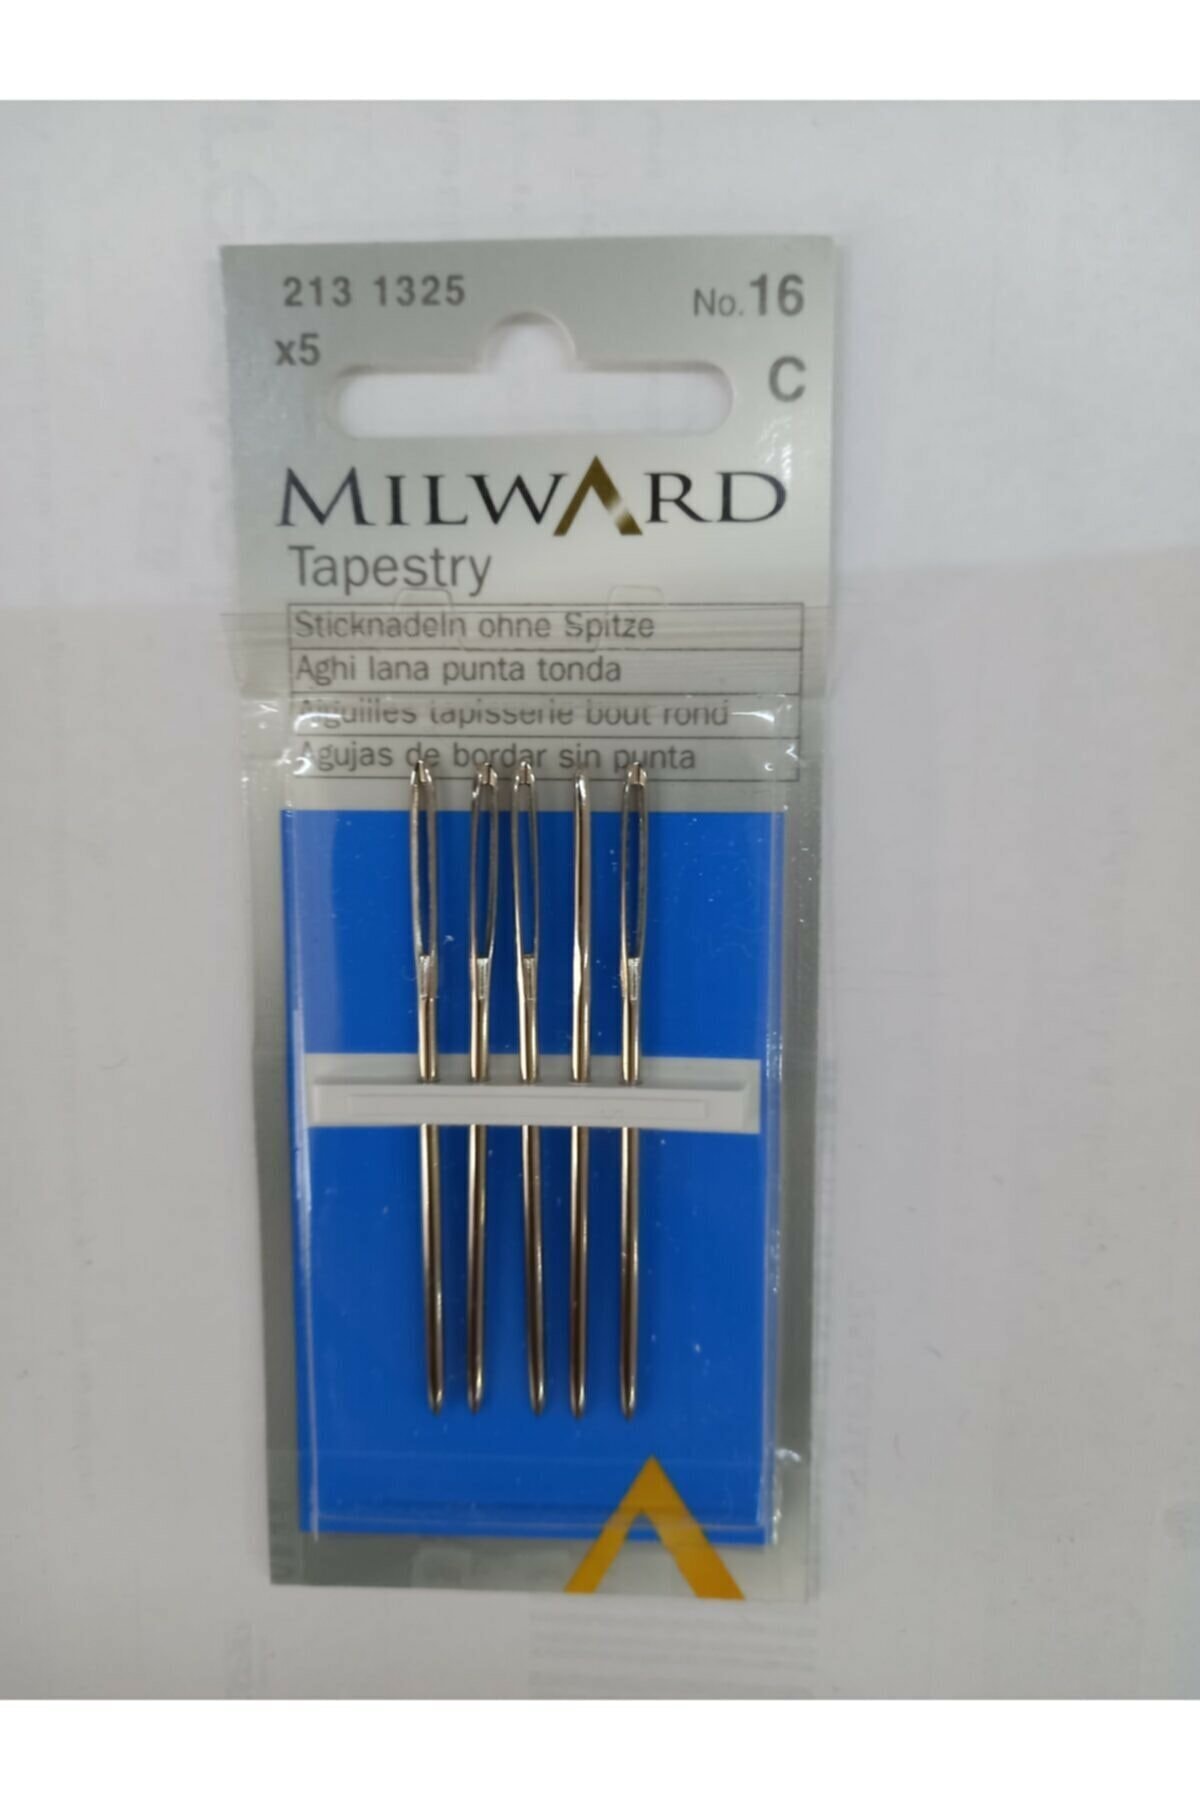 213 1325
No. 16
x5
C
MILWARD
Tapestry
Sticknadeln ohne Spitze
Aghi lana punta tonda
Aiguilles tapisserie bout rond
Agujas de bordar sin punta